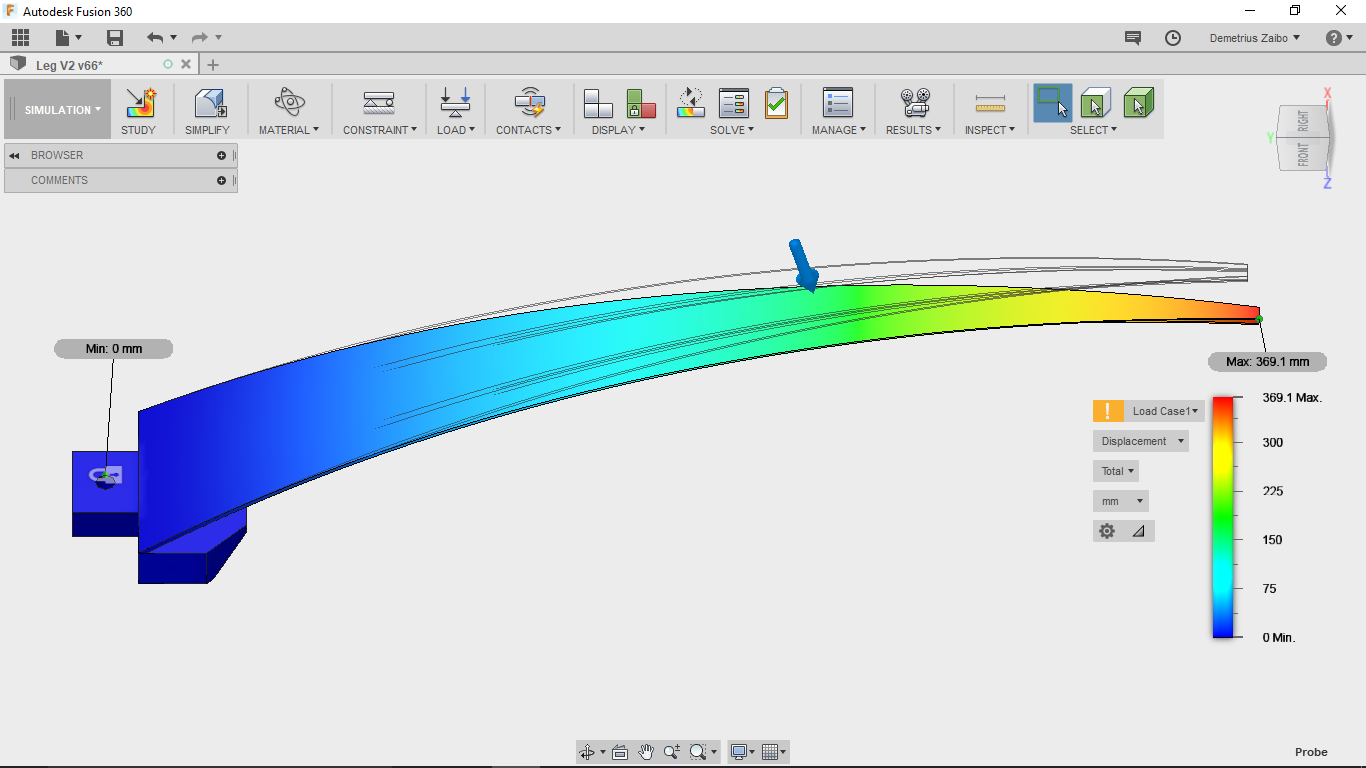 Autodesk Fusion 360
Demetrius Zaibo
Leg V2 v66*
SIMULATION
STUDY
SIMPLIFY
MATERIAL
CONSTRAINT
LOAD
CONTACTS
DISPLAY
SOLVE
MANAGE
RESULTS
INSPECT
SELECT
BROWSER
COMMENTS
X
Y
RIGHT
FRONT
Z
Min: 0 mm
Max: 369.1 mm
Load Case1
Displacement
Total
mm
369.1 Max.
300
225
150
75
0 Min.
Probe